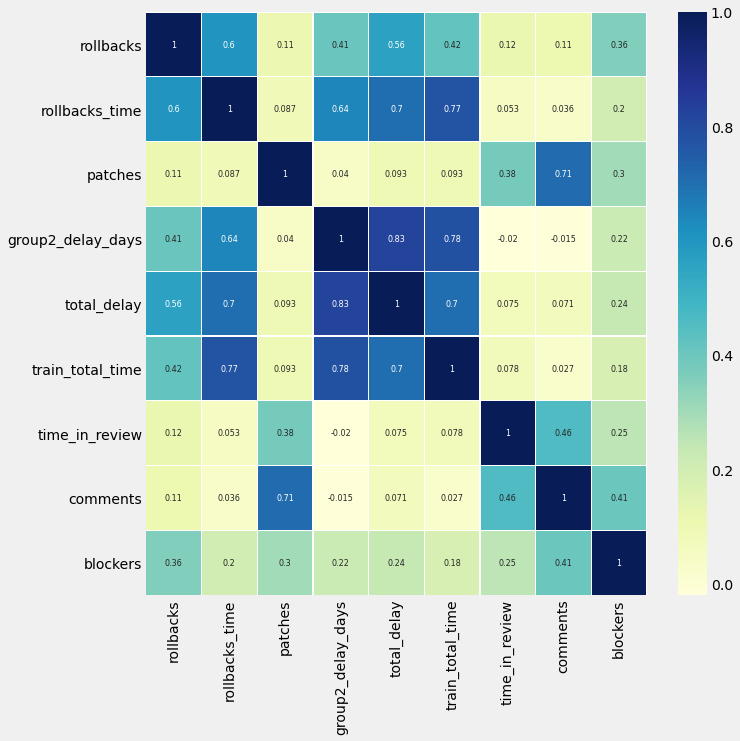 1.0
rollbacks 1 0.6 0.11 0.41 0.56 0.42 0.12 0.11 0.36
rollbacks_time 0.6 1 0.087 0.64 0.7 0.77 0.053 0.036 0.2
0.8
patches 0.11 0.087 1 0.04 0.093 0.093 0.38 0.71 0.3
group2_delay_days 0.41 0.64 0.04 1 0.83 0.78 -0.02 -0.015 0.22
0.6
total_delay 0.56 0.7 0.093 0.83 1 0.7 0.075 0.071 0.24
0.4
train_total_time 0.42 0.77 0.093 0.78 0.7 1 0.078 0.027 0.18
time_in_review 0.12 0.053 0.38 -0.02 0.075 0.078 1 0.46 0.25
0.2
comments 0.11 0.036 0.71 -0.015 0.071 0.027 0.46 1 0.41
blockers 0.36 0.2 0.3 0.22 0.24 0.18 0.25 0.41 1
0.0
rollbacks
rollbacks_time
patches
group2_delay_days
total_delay
train_total_time
time_in_review
comments
blockers